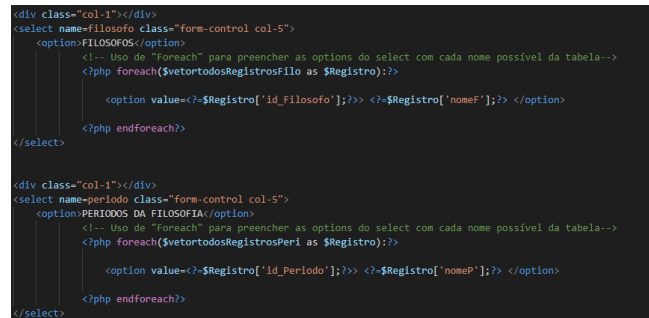 <div class="col-1"></div>
<select name=filosofo class="form-control col-5">
<option>FILOSOFOS</option>
<!-- Uso de "Foreach" para preencher as options do select com cada nome possível da tabela-->
<?php foreach($vetortodosRegistrosFilo as $Registro):?>
<option value=<?=$Registro['id_Filosofo'];?>> <?=$Registro['nomeF'];?> </option>
<?php endforeach?>
</select>
<div class="col-1"></div>
<select name=periodo class="form-control col-5">
<option>PERIODOS DA FILOSOFIA</option>
<!-- Uso de "Foreach" para preencher as options do select com cada nome possível da tabela-->
<?php foreach($vetortodosRegistrosPeri as $Registro):?>
<option value=<?=$Registro['id_Periodo'];?>> <?=$Registro['nomeP'];?> </option>
<?php endforeach?>
</select>